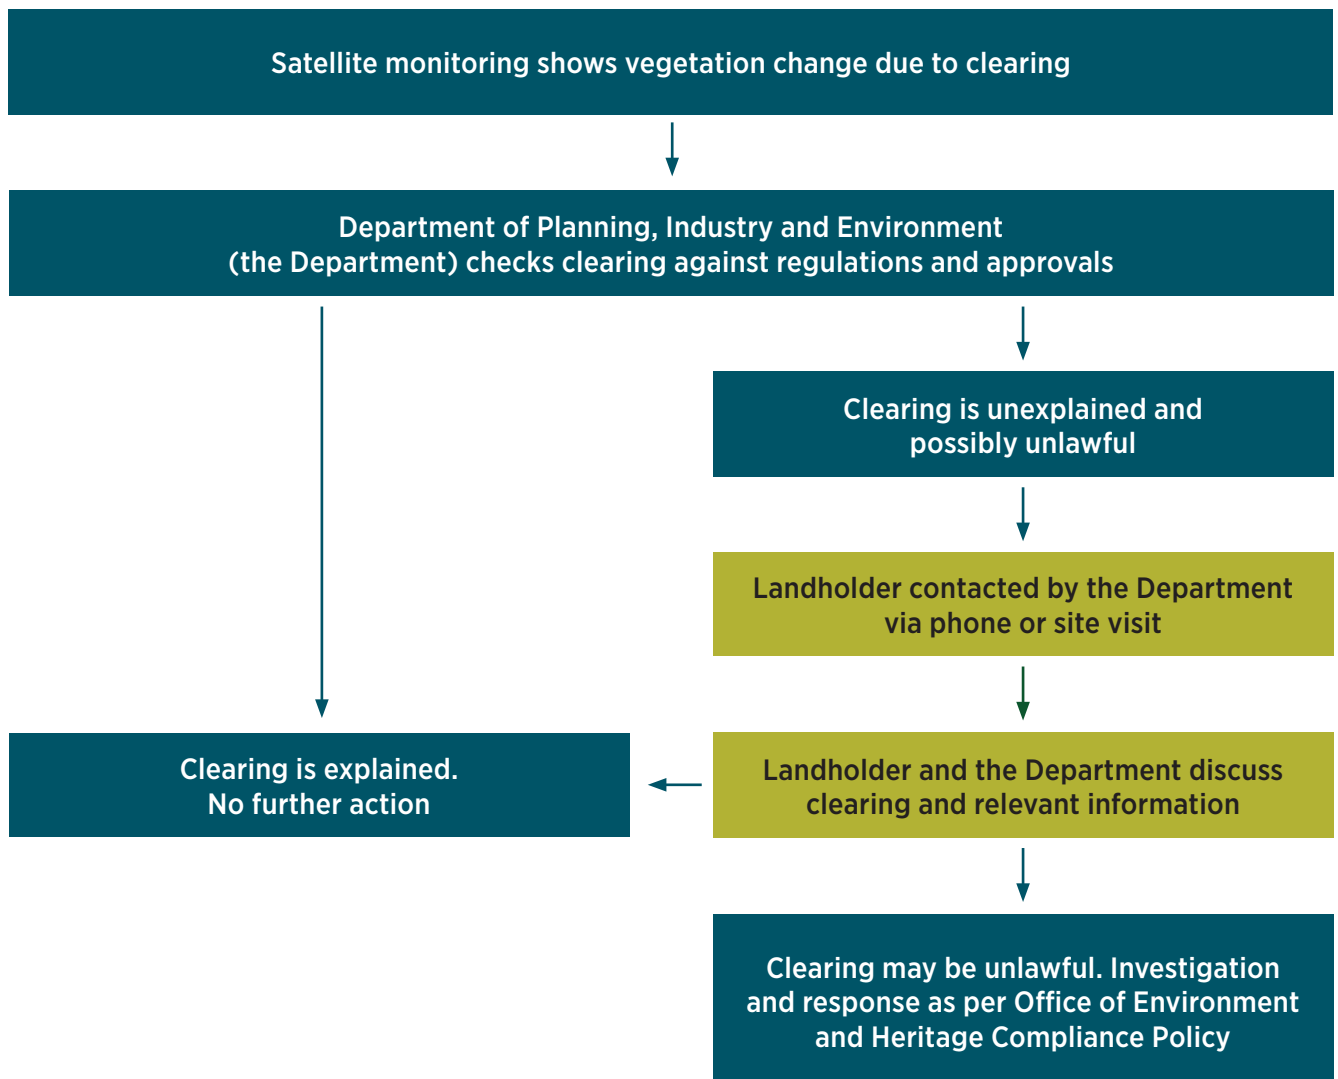 Satellite monitoring shows vegetation change due to clearing
Department of Planning, Industry and Environment
(the Department) checks clearing against regulations and approvals
Clearing is unexplained and
possibly unlawful
Landholder contacted by the Department
via phone or site visit
Clearing is explained.
No further action
Landholder and the Department discuss
clearing and relevant information
Clearing may be unlawful. Investigation
and response as per Office of Environment
and Heritage Compliance Policy